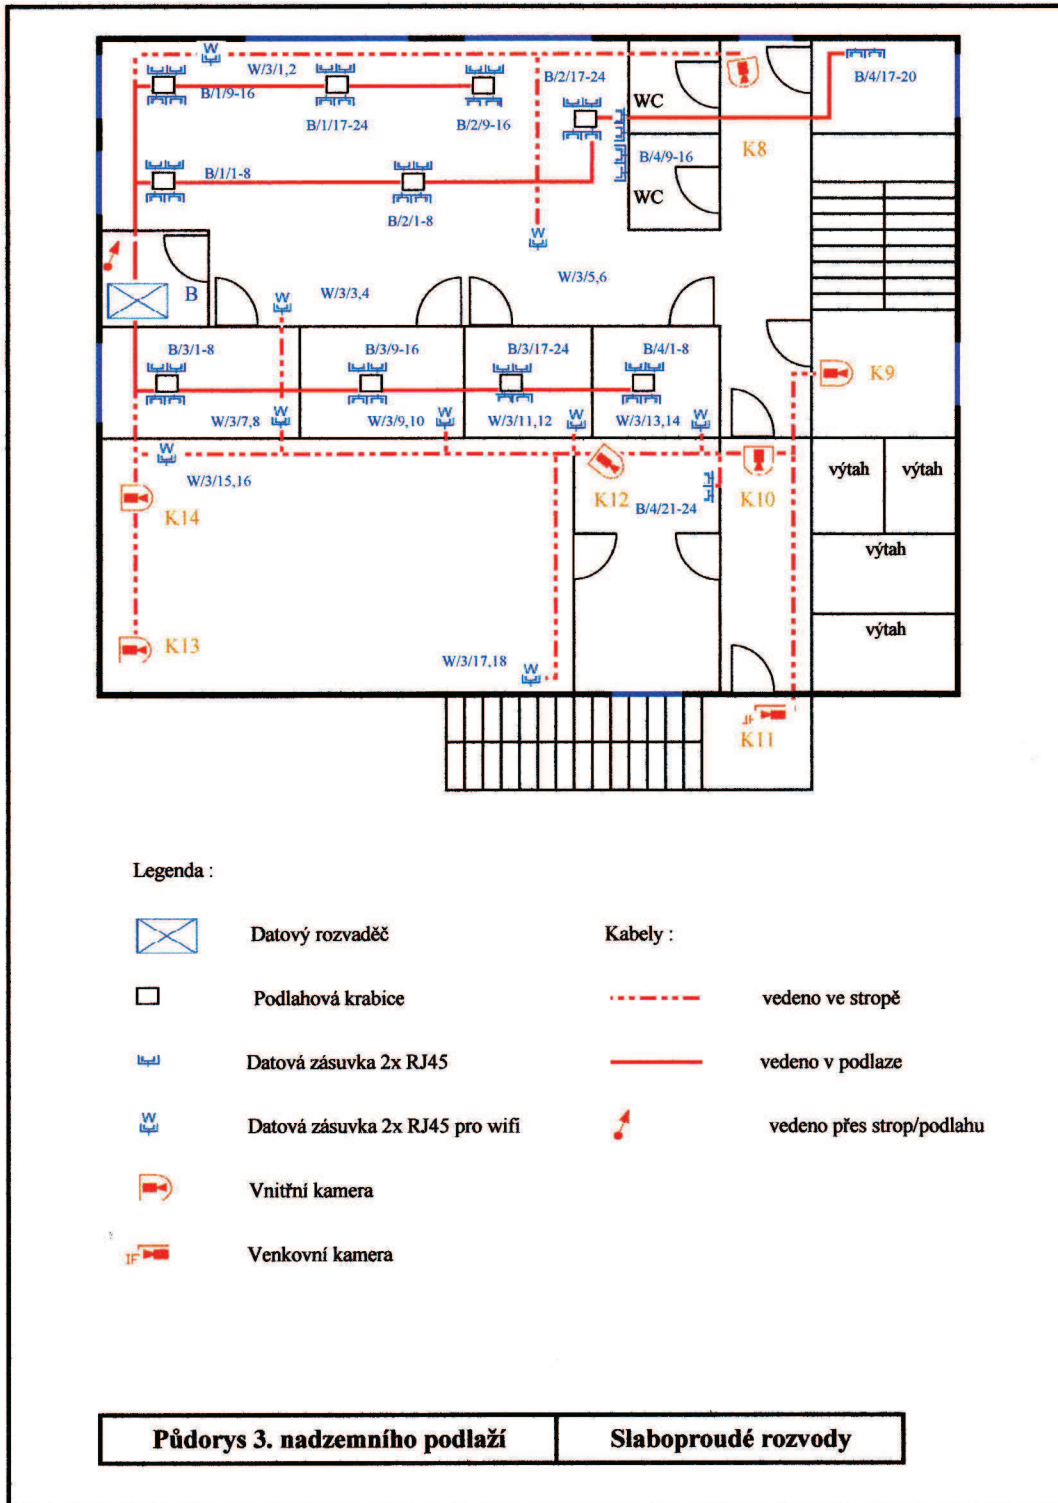 W
W/3/1,2
B/1/9-16
B/1/17-24
B/2/9-16
B/2/17-24
WC
B/4/17-20
K8
B/1/1-8
B/2/1-8
B/4/9-16
WC
W
W/3/5,6
B
W
W/3/3,4
B/3/1-8
B/3/9-16
B/3/17-24
B/4/1-8
K9
W/3/7,8
W
W/3/9,10
W
W/3/11,12
W
W/3/13,14
W
W
W/3/15,16
K14
K12
K10
B/4/21-24
výtah
výtah
výtah
výtah
K13
W/3/17,18
W
K11
Legenda :
Datový rozvaděč
Kabely :
Podlahová krabice
vedeno ve stropě
Datová zásuvka 2x RJ45
vedeno v podlaze
W
Datová zásuvka 2x RJ45 pro wifi
vedeno přes strop/podlahu
Vnitřní kamera
Venkovní kamera
Půdorys 3. nadzemního podlaží
Slaboproudé rozvody